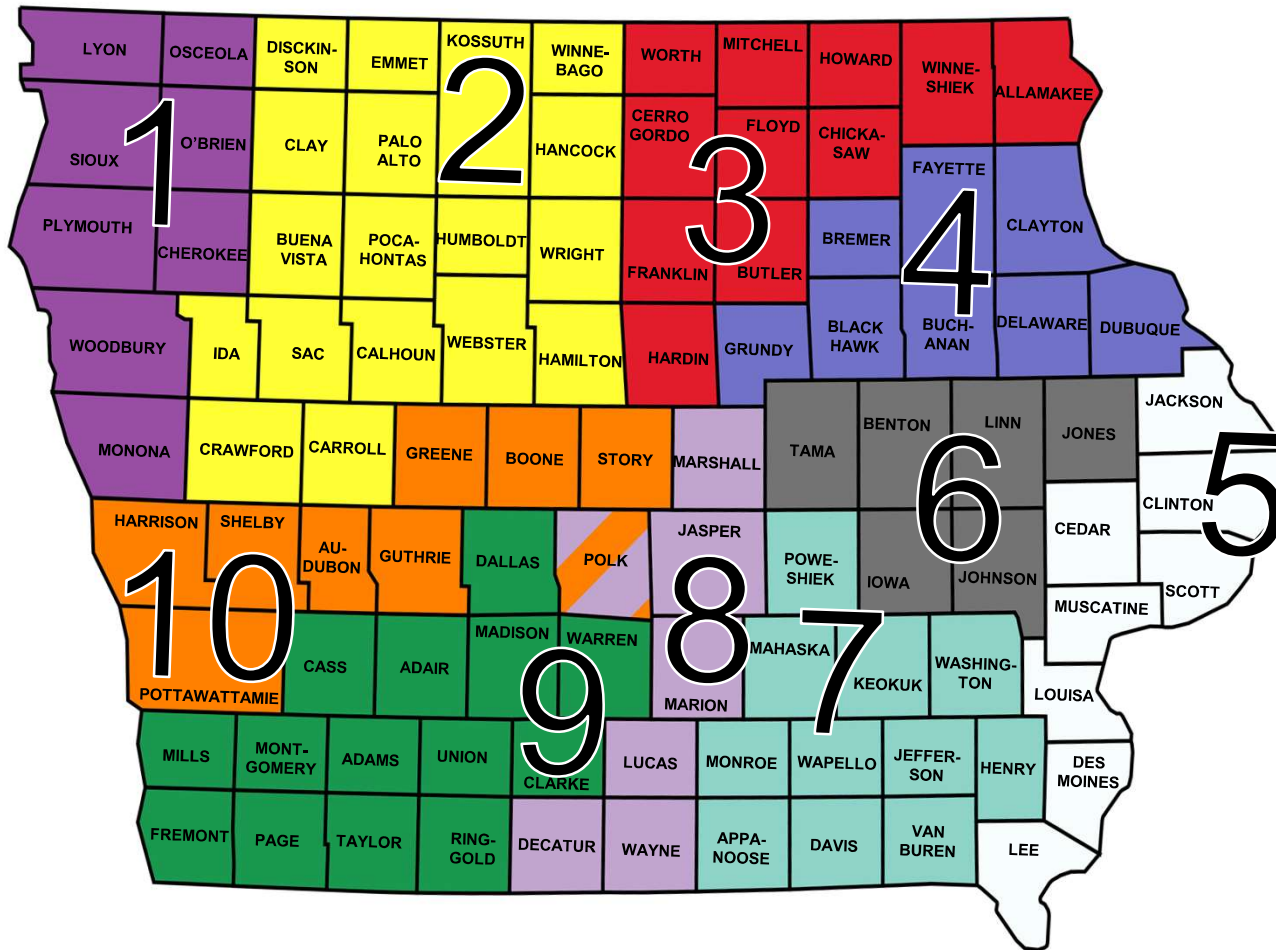 LYON
OSCEOLA
DISCKIN-
SON
EMMET
KOSSUTH
WINNE-
BAGO
WORTH
MITCHELL
HOWARD
WINNE-
SHIEK
ALLAMAKEE
1
2
3
4
SIOUX
O'BRIEN
CLAY
PALO
ALTO
HANCOCK
CERRO
GORDO
FLOYD
CHICKA-
SAW
FAYETTE
CLAYTON
PLYMOUTH
CHEROKEE
BUENA
VISTA
POCA-
HONTAS
HUMBOLDT
WRIGHT
FRANKLIN
BUTLER
BREMER
WOODBURY
IDA
SAC
CALHOUN
WEBSTER
HAMILTON
HARDIN
GRUNDY
BLACK
HAWK
BUCH-
ANAN
DELAWARE
DUBUQUE
MONONA
CRAWFORD
CARROLL
GREENE
BOONE
STORY
MARSHALL
TAMA
BENTON
LINN
JONES
JACKSON
6
5
CLINTON
HARRISON
SHELBY
AU-
DUBON
GUTHRIE
DALLAS
POLK
JASPER
POWE-
SHIEK
IOWA
JOHNSON
CEDAR
SCOTT
MUSCATINE
10
8
7
9
POTTAWATTAMIE
CASS
ADAIR
MADISON
WARREN
MARION
MAHASKA
KEOKUK
WASHING-
TON
LOUISA
MILLS
MONT-
GOMERY
ADAMS
UNION
CLARKE
LUCAS
MONROE
WAPELLO
JEFFER-
SON
HENRY
DES
MOINES
FREMONT
PAGE
TAYLOR
RING-
GOLD
DECATUR
WAYNE
APPA-
NOOSE
DAVIS
VAN
BUREN
LEE